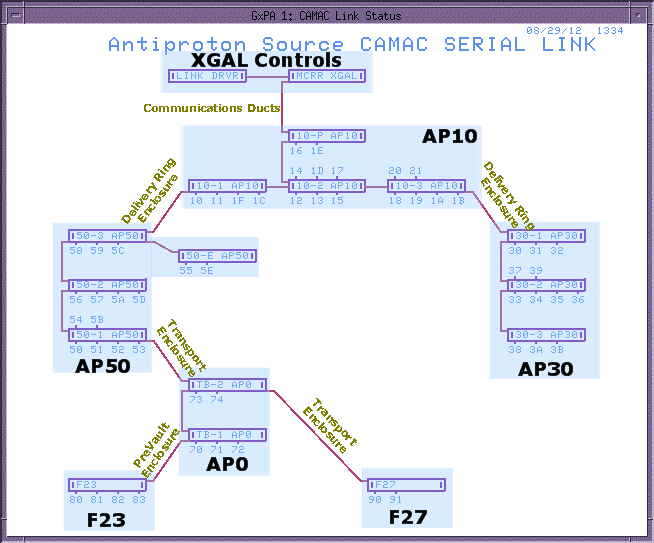 GxPA 1: CAMAC Link Status
08/29/12 1334
Antiproton Source CAMAC SERIAL LINK
XGAL Controls
LINK DRVR
MCRR XGAL
Communications Ducts
10-P AP10
AP10
16 1E
14 1D 17
20 21
10-1 AP10
10-2 AP10
10-3 AP10
10 11 1F 1C
12 13 15
18 19 1A 1B
Delivery Ring
Enclosure
Delivery Ring
Enclosure
50-3 AP50
58 59 5C
50-E AP50
55 5E
50-2 AP50
56 57 5A 5D
54 5B
50-1 AP50
50 51 52 53
AP50
30-1 AP30
30 31 32
37 39
30-2 AP30
33 34 35 36
30-3 AP30
38 3A 3B
AP30
Transport
Enclosure
TB-2 AP0
73 74
TB-1 AP0
70 71 72
AP0
Transport
Enclosure
PreVault
Enclosure
F23
80 81 82 83
F23
F27
90 91
F27